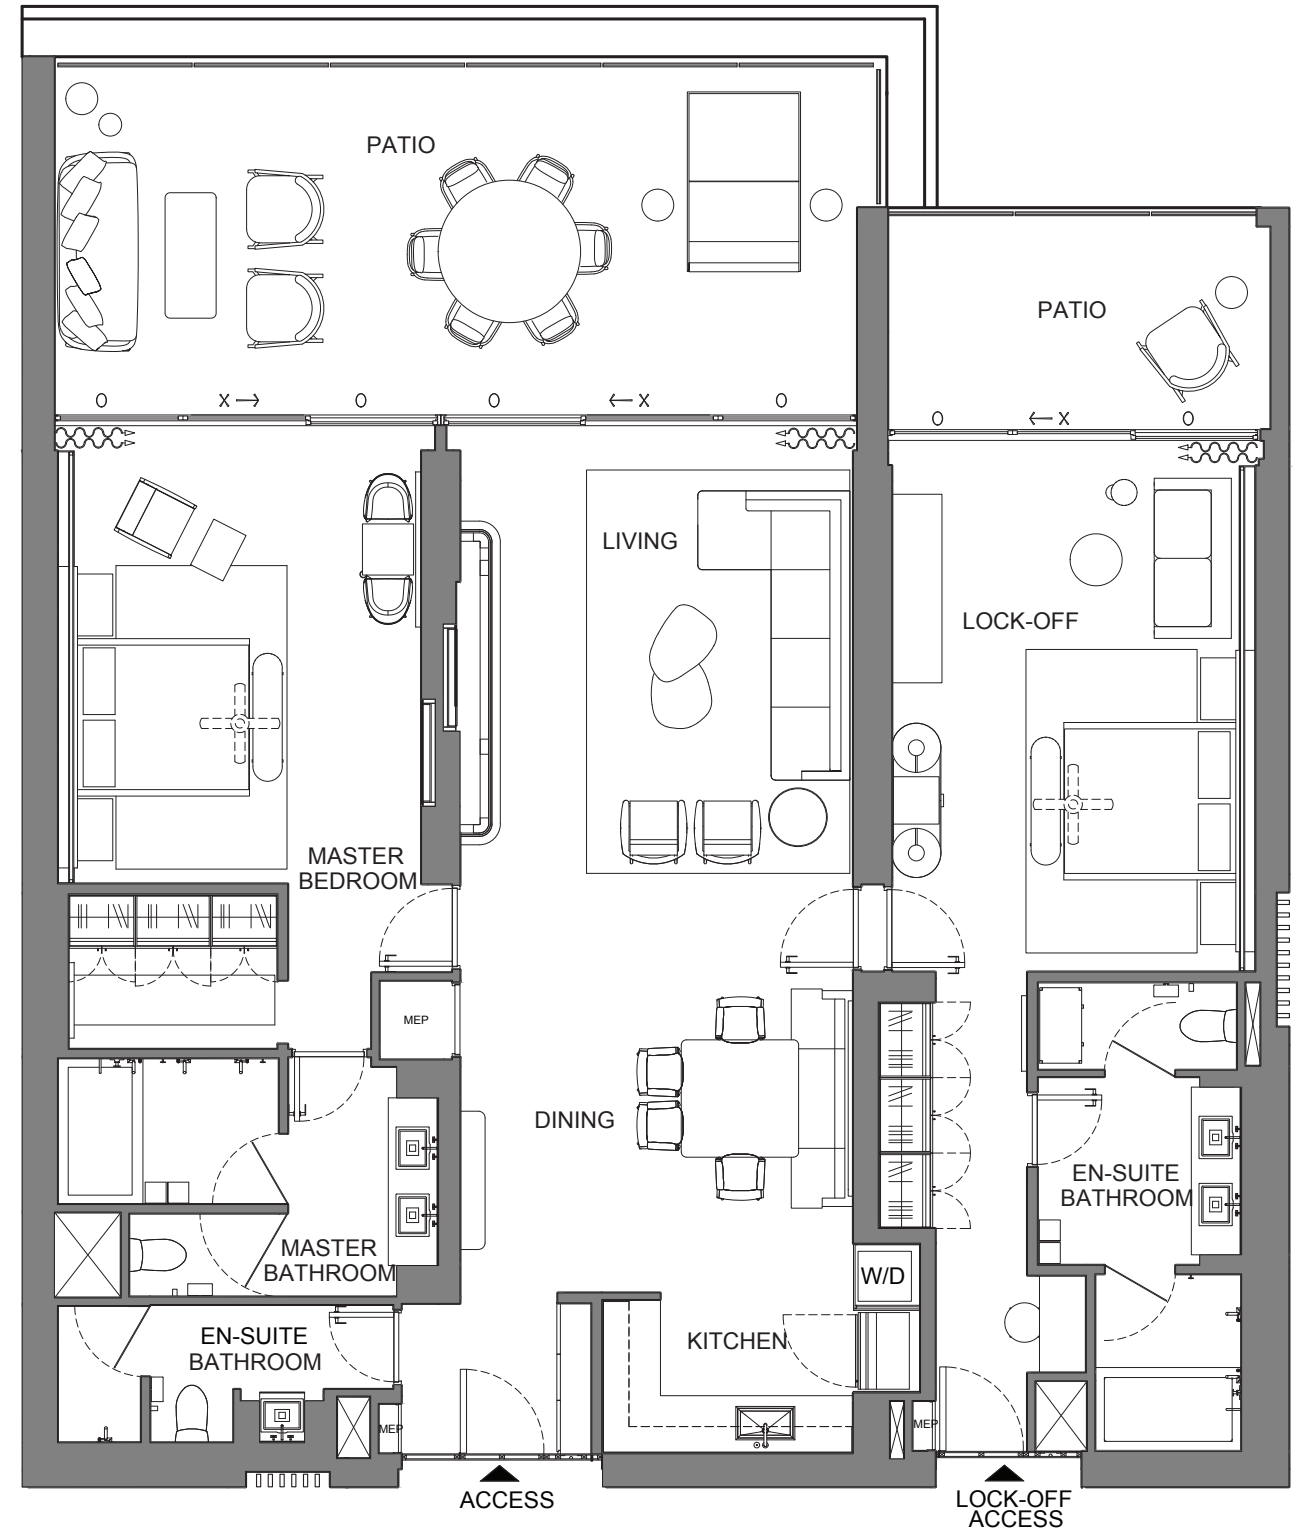 PATIO
PATIO
O X → O O ← X O
O ← X O
LIVING
LOCK-OFF
MASTER
BEDROOM
MEP
DINING
EN-SUITE
BATHROOM
MASTER
BATHROOM
W/D
EN-SUITE
BATHROOM
KITCHEN
MEP
MEP
ACCESS
LOCK-OFF
ACCESS